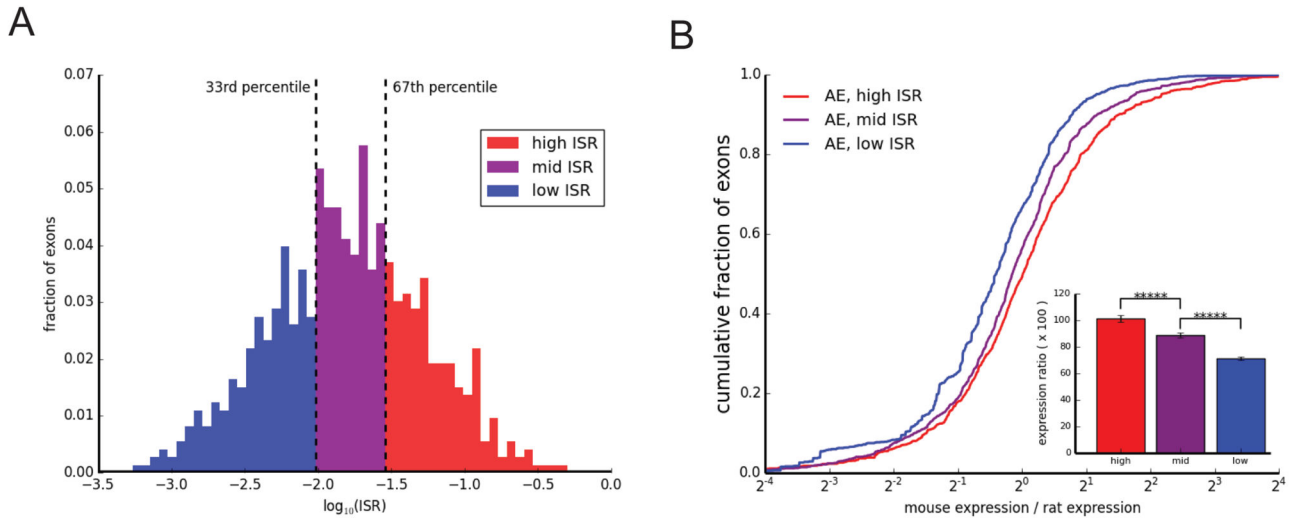 A
0.07
0.06
0.05
0.04
0.03
0.02
0.01
0.00
fraction of exons
33rd percentile
67th percentile
high ISR
mid ISR
low ISR
−3.5
−3.0
−2.5
−2.0
−1.5
−1.0
−0.5
0.0
log₁₀(ISR)
B
1.0
0.8
0.6
0.4
0.2
0.0
cumulative fraction of exons
AE, high ISR
AE, mid ISR
AE, low ISR
120
100
80
60
40
20
0
expression ratio ( x 100 )
*****
*****
high
mid
low
2⁻⁴
2⁻³
2⁻²
2⁻¹
2⁰
2¹
2²
2³
2⁴
mouse expression / rat expression